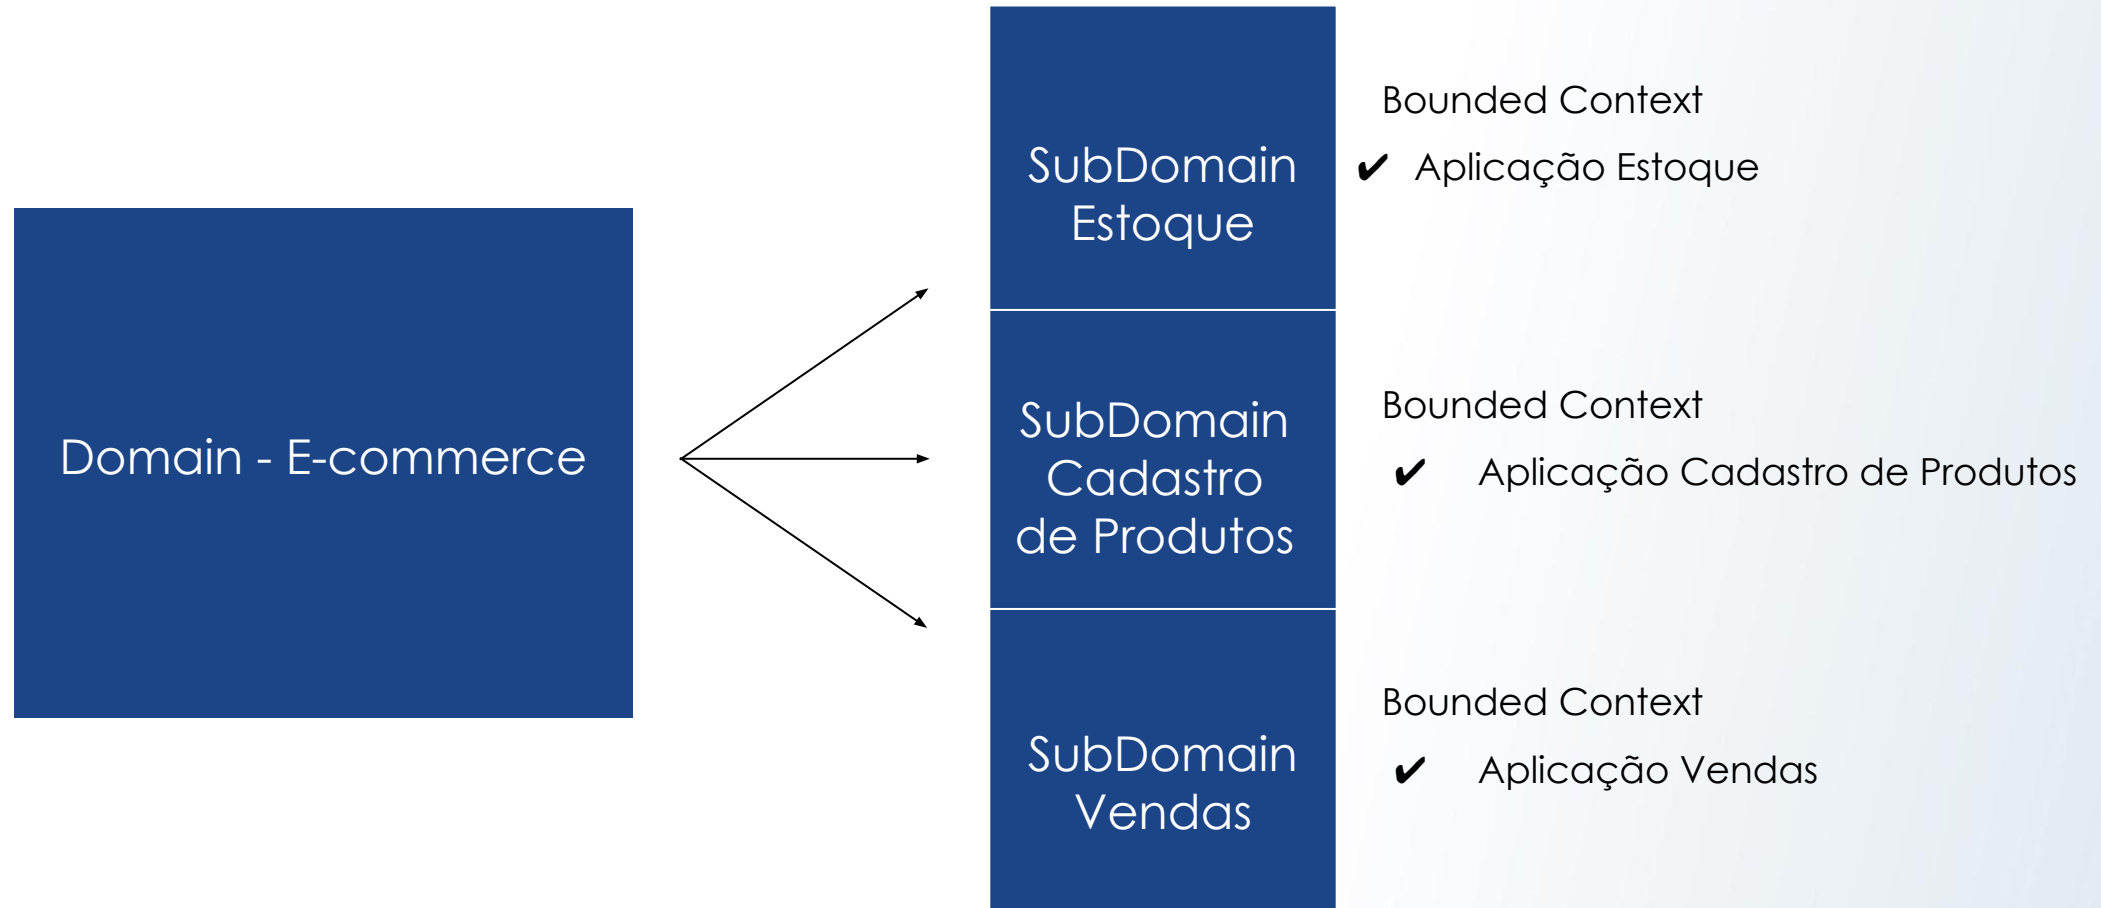 Domain - E-commerce
SubDomain
Estoque
Bounded Context
✔ Aplicação Estoque
SubDomain
Cadastro
de Produtos
Bounded Context
✔ Aplicação Cadastro de Produtos
SubDomain
Vendas
Bounded Context
✔ Aplicação Vendas